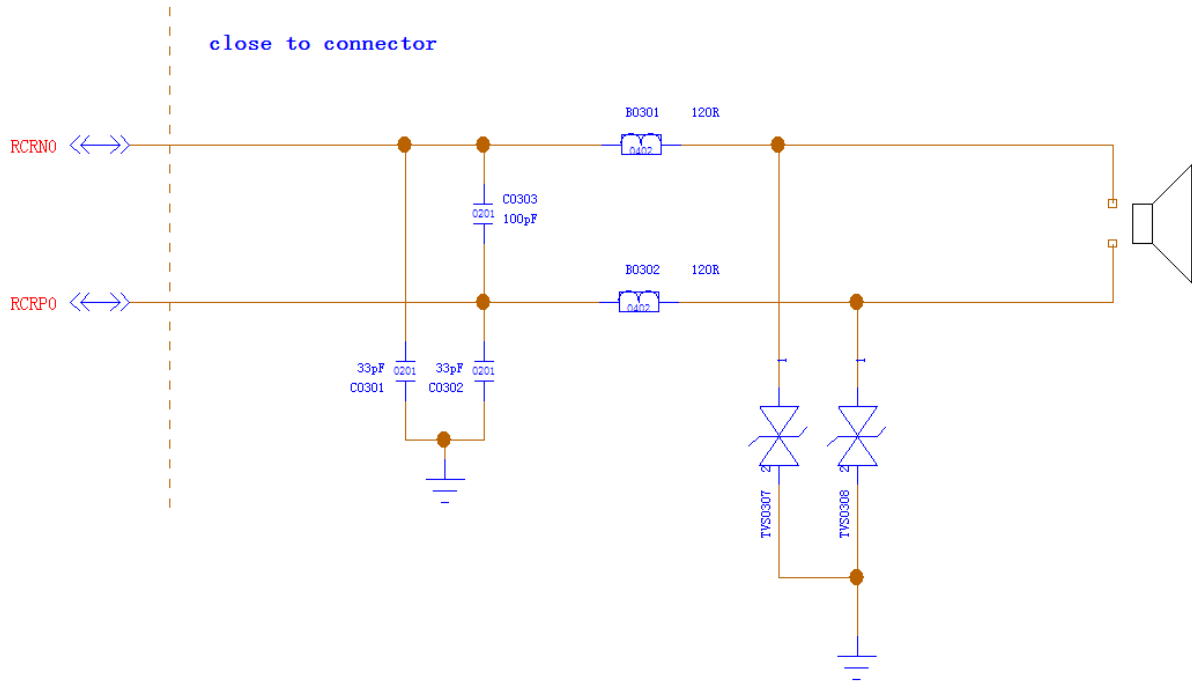 close to connector
B0301 120R
RCRN0
0402
C0303
0201
100pF
B0302 120R
RCRP0
0402
33pF 0201 33pF 0201
C0301 C0302
1 1
2 2
TVS0307 TVS0308